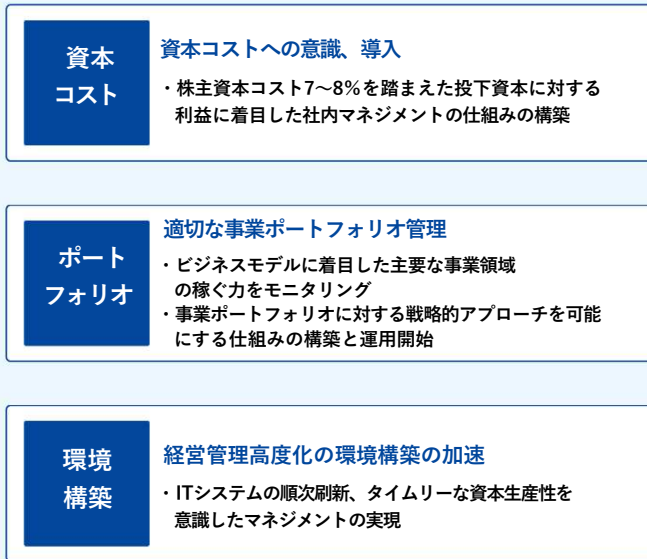 資本
コスト
資本コストへの意識、導入
・株主資本コスト7～8％を踏まえた投下資本に対する
利益に着目した社内マネジメントの仕組みの構築
ポート
フォリオ
適切な事業ポートフォリオ管理
・ビジネスモデルに着目した主要な事業領域
の稼ぐ力をモニタリング
・事業ポートフォリオに対する戦略的アプローチを可能
にする仕組みの構築と運用開始
環境
構築
経営管理高度化の環境構築の加速
・ITシステムの順次刷新、タイムリーな資本生産性を
意識したマネジメントの実現